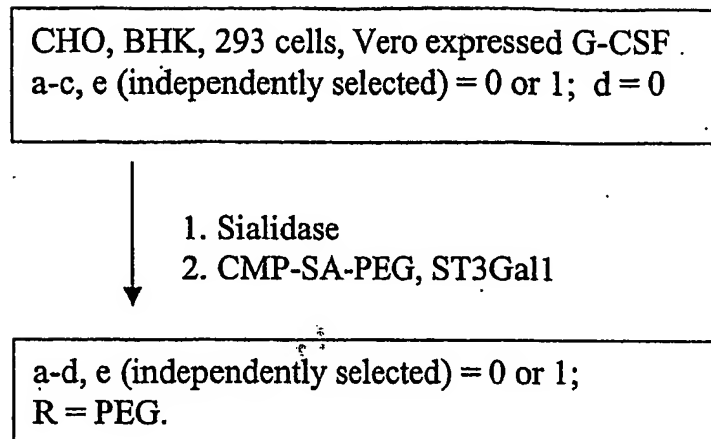 CHO, BHK, 293 cells, Vero expressed G-CSF
a-c, e (independently selected) = 0 or 1; d = 0
1. Sialidase
2. CMP-SA-PEG, ST3Gal1
a-d, e (independently selected) = 0 or 1;
R = PEG.